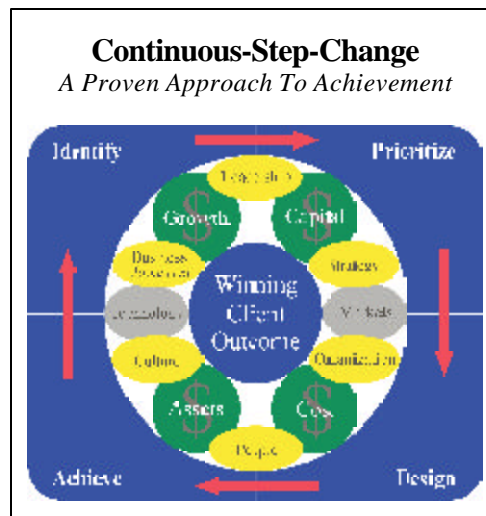 Continuous-Step-Change
A Proven Approach To Achievement
Identify
Prioritize
Leadership
$
Growth
$
Capital
Business
Processes
Strategy
Winning
Client
Outcome
Technology
Markets
Culture
Organization
$
Assets
$
Cost
People
Achieve
Design